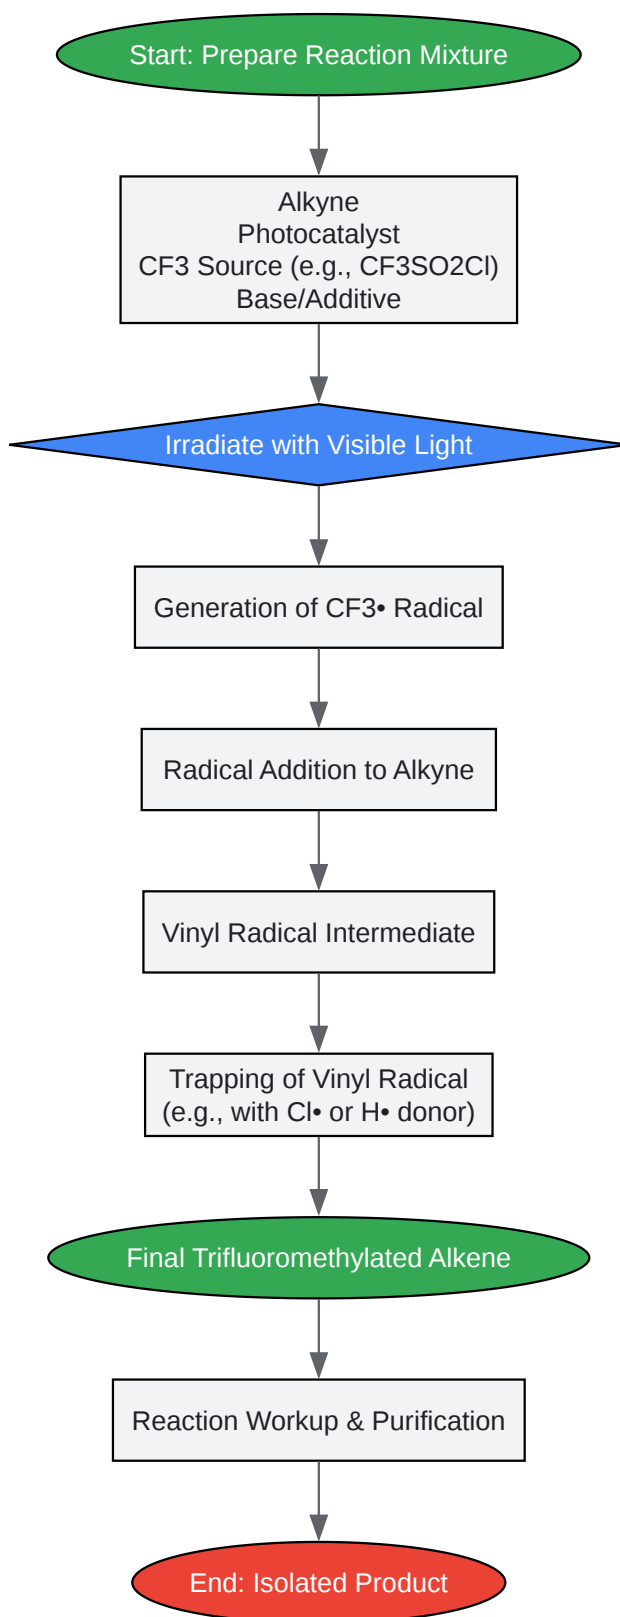 Start: Prepare Reaction Mixture
Alkyne
Photocatalyst
CF3 Source (e.g., CF3SO2Cl)
Base/Additive
Irradiate with Visible Light
Generation of CF3• Radical
Radical Addition to Alkyne
Vinyl Radical Intermediate
Trapping of Vinyl Radical
(e.g., with Cl• or H• donor)
Final Trifluoromethylated Alkene
Reaction Workup & Purification
End: Isolated Product